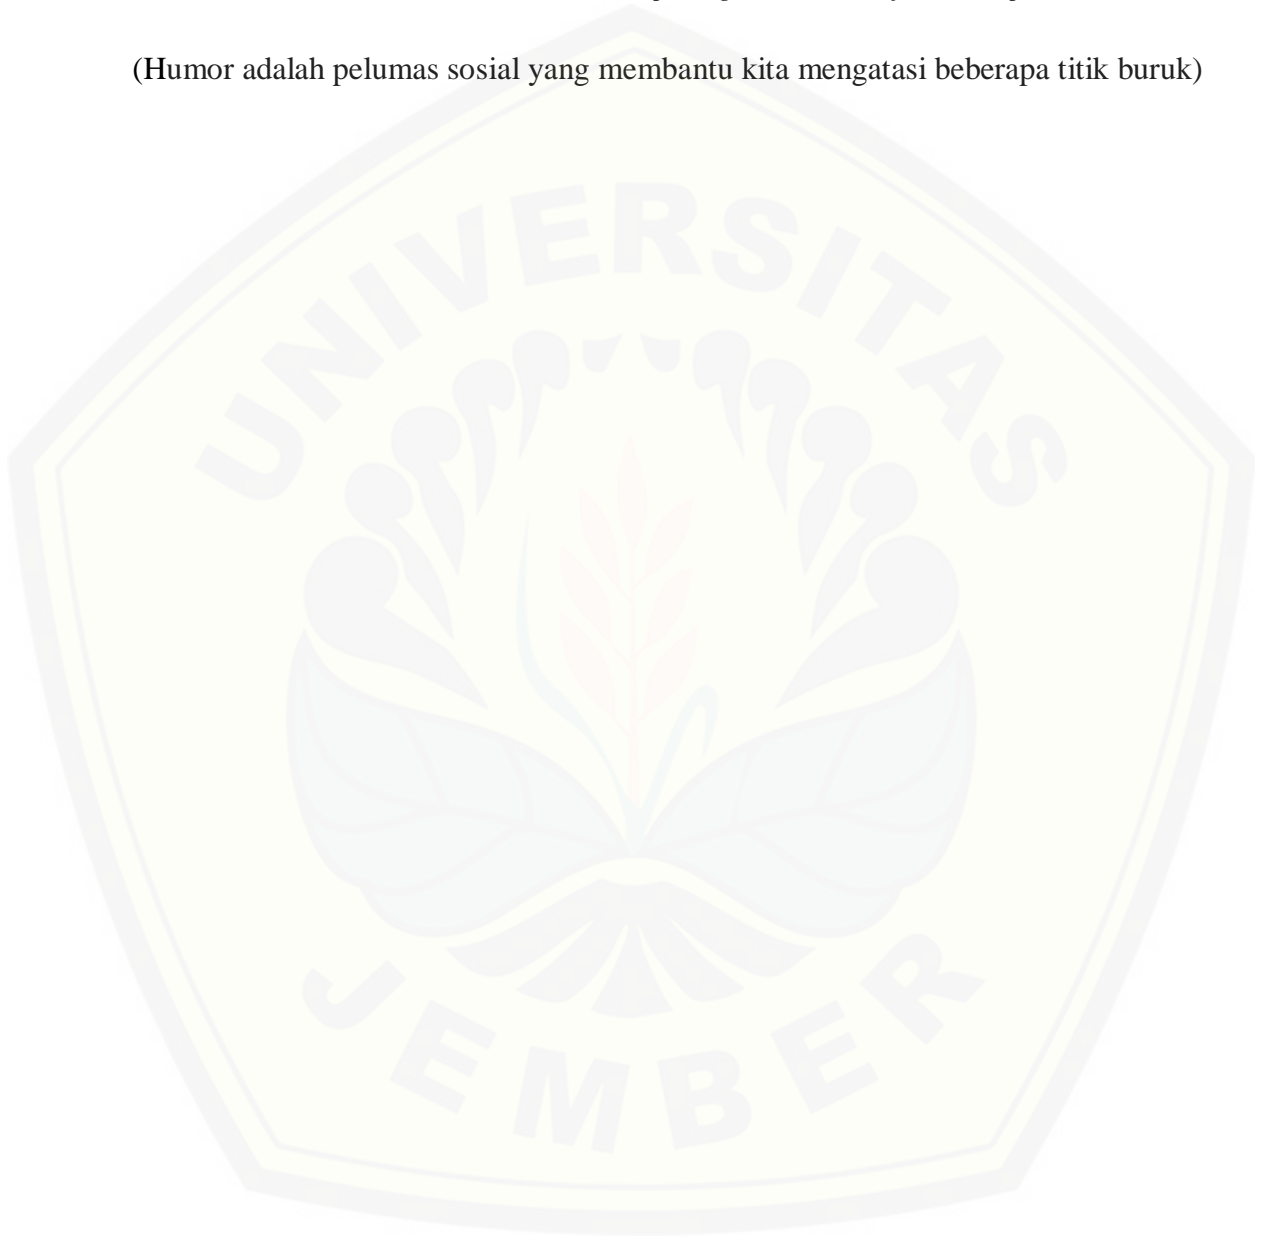 (Humor adalah pelumas sosial yang membantu kita mengatasi beberapa titik buruk)
UNIVERSITAS
JEMBER